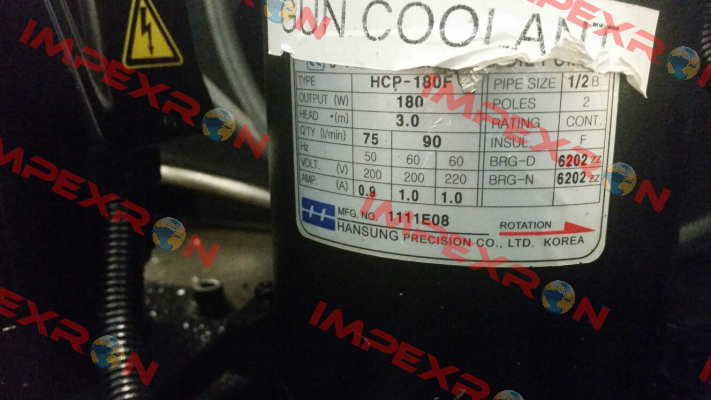 GUN COOLANT
TYPE HCP-180F PIPE SIZE 1/2B
OUTPUT (W) 180 POLES 2
HEAD (m) 3.0 RATING CONT.
Q'TY (l/min) 75 90 INSUL. F
Hz 50 60 60 BRG-D 6202 ZZ
VOLT. (V) 200 200 220 BRG-N 6202 ZZ
AMP. (A) 0.9 1.0 1.0
MFG. NO. 1111E08 ROTATION
HANSUNG PRECISION CO., LTD. KOREA
IMPEXRON
IMPEXRON
IMPEXRON
IMPEXRON
IMPEXRON
IMPEXRON
IMPEXRON